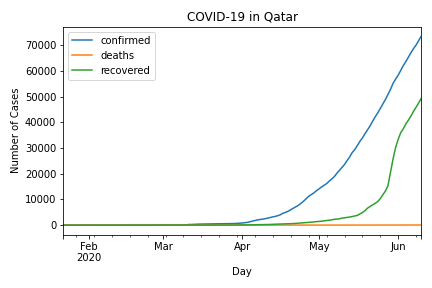 COVID-19 in Qatar
confirmed
deaths
recovered
70000
60000
50000
40000
30000
20000
10000
0
Number of Cases
Feb
2020
Mar
Apr
May
Jun
Day